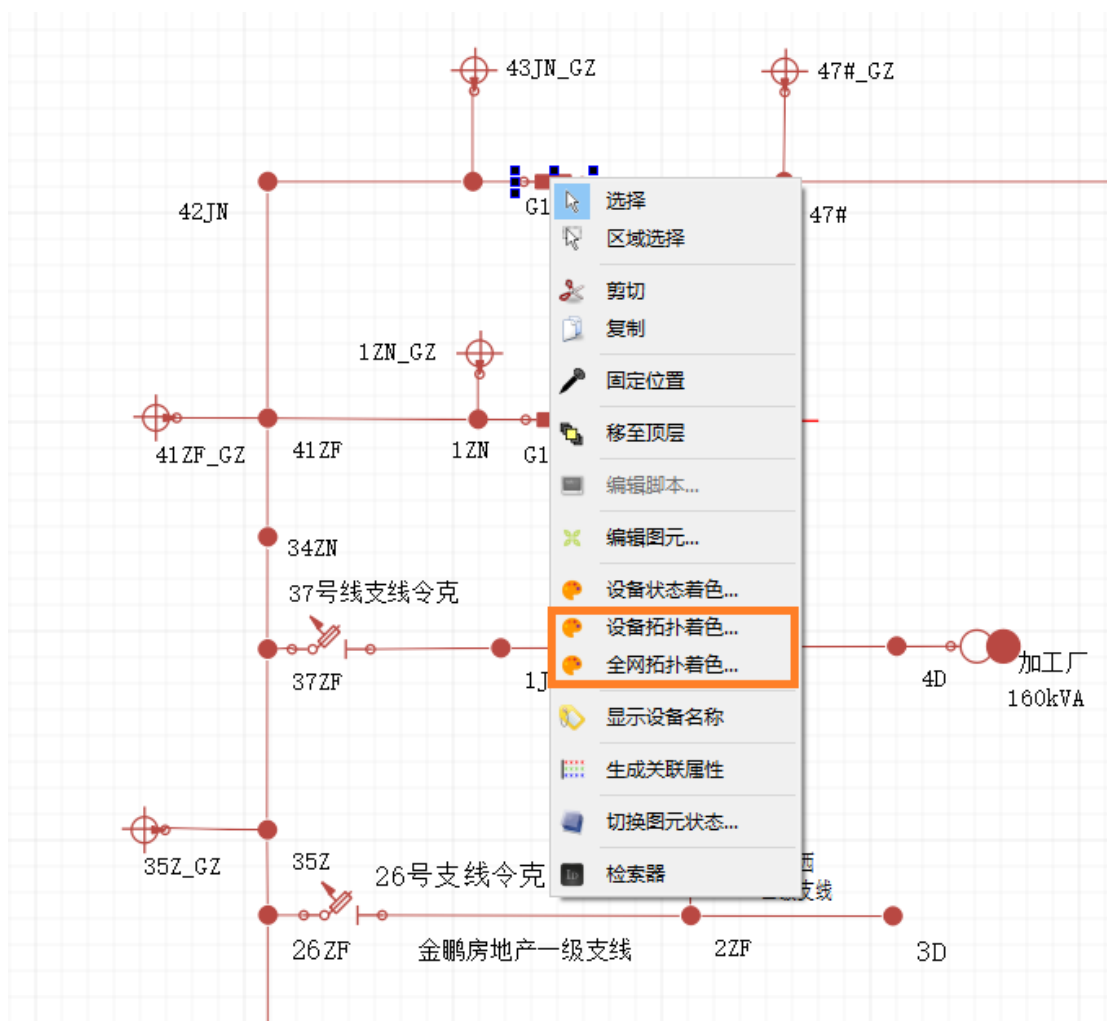 43JN_GZ
47#_GZ
42JN
G1
47#
选择
区域选择
剪切
复制
1ZN_GZ
固定位置
移至顶层
41ZF_GZ
41ZF
1ZN
G1
编辑脚本...
编辑图元...
34ZN
37号线支线令克
设备状态着色...
设备拓扑着色...
全网拓扑着色...
37ZF
1J
4D
加工厂
160kVA
显示设备名称
生成关联属性
切换图元状态...
检索器
35Z_GZ
35Z
26号支线令克
西
支线
26ZF
金鹏房地产一级支线
2ZF
3D